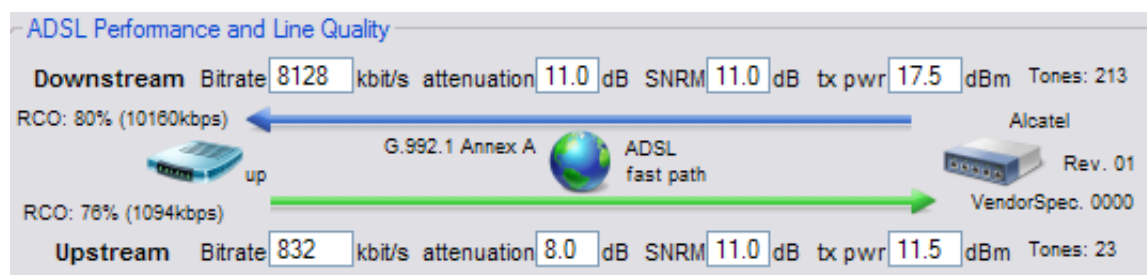 ADSL Performance and Line Quality
Downstream Bitrate 8128 kbit/s attenuation 11.0 dB SNRM 11.0 dB tx pwr 17.5 dBm Tones: 213
RCO: 80% (10160kbps)
Alcatel
G.992.1 Annex A ADSL
up fast path Rev. 01
RCO: 76% (1094kbps) VendorSpec. 0000
Upstream Bitrate 832 kbit/s attenuation 8.0 dB SNRM 11.0 dB tx pwr 11.5 dBm Tones: 23